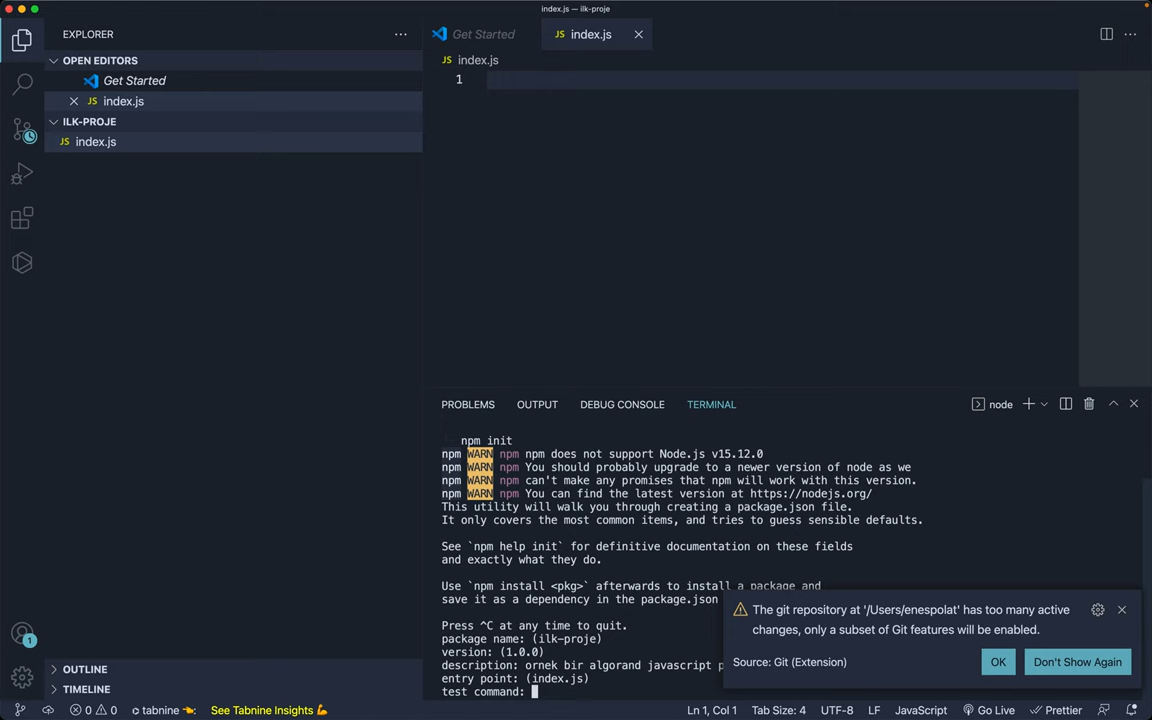 index.js — ilk-proje
EXPLORER
OPEN EDITORS
Get Started
JS index.js
ILK-PROJE
JS index.js
Get Started
JS index.js
JS index.js
1
PROBLEMS OUTPUT DEBUG CONSOLE TERMINAL
node
npm init
npm WARN npm npm does not support Node.js v15.12.0
npm WARN npm You should probably upgrade to a newer version of node as we
npm WARN npm can't make any promises that npm will work with this version.
npm WARN npm You can find the latest version at https://nodejs.org/
This utility will walk you through creating a package.json file.
It only covers the most common items, and tries to guess sensible defaults.
See `npm help init` for definitive documentation on these fields
and exactly what they do.
Use `npm install <pkg>` afterwards to install a package and
save it as a dependency in the package.json
Press ^C at any time to quit.
package name: (ilk-proje)
version: (1.0.0)
description: ornek bir algorand javascript p
entry point: (index.js)
test command:
The git repository at '/Users/enespolat' has too many active
changes, only a subset of Git features will be enabled.
Source: Git (Extension)
OK
Don't Show Again
1
OUTLINE
TIMELINE
0 0 tabnine See Tabnine Insights Ln 1, Col 1 Tab Size: 4 UTF-8 LF JavaScript Go Live Prettier